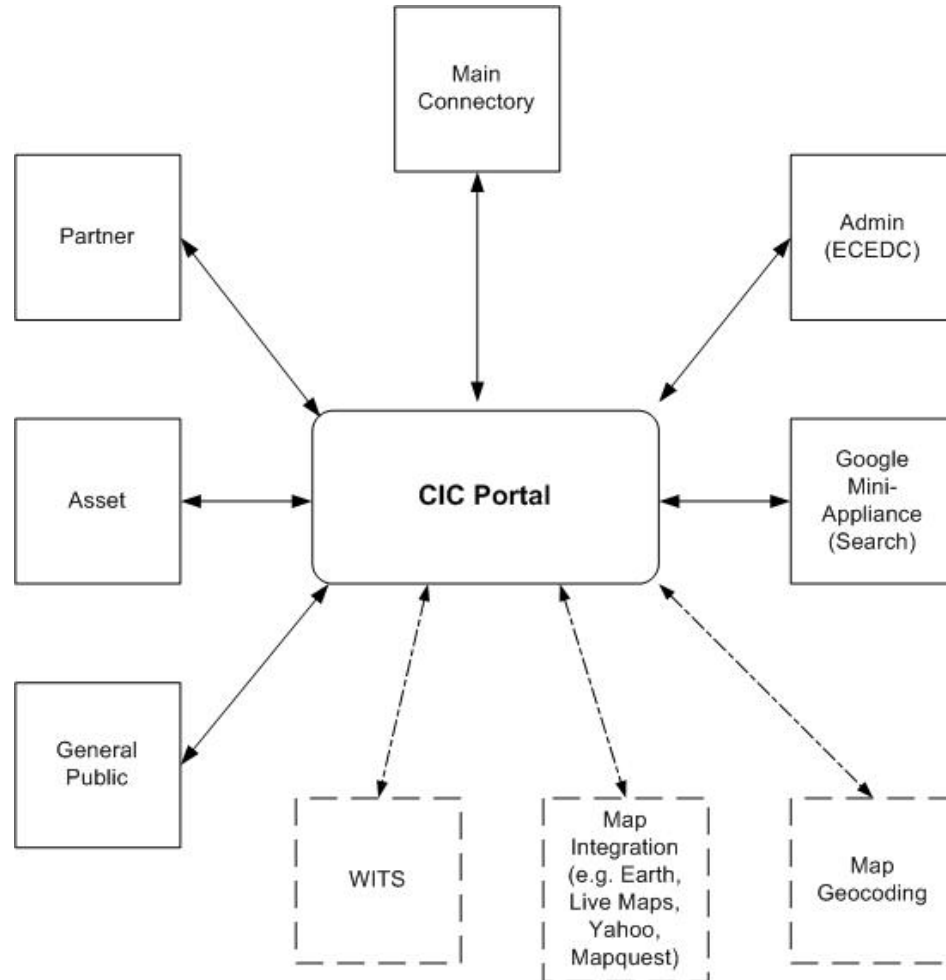 Main
Connectory
Partner
Admin
(ECEDC)
Asset
CIC Portal
Google
Mini-
Appliance
(Search)
General
Public
WITS
Map
Integration
(e.g. Earth,
Live Maps,
Yahoo,
Mapquest)
Map
Geocoding